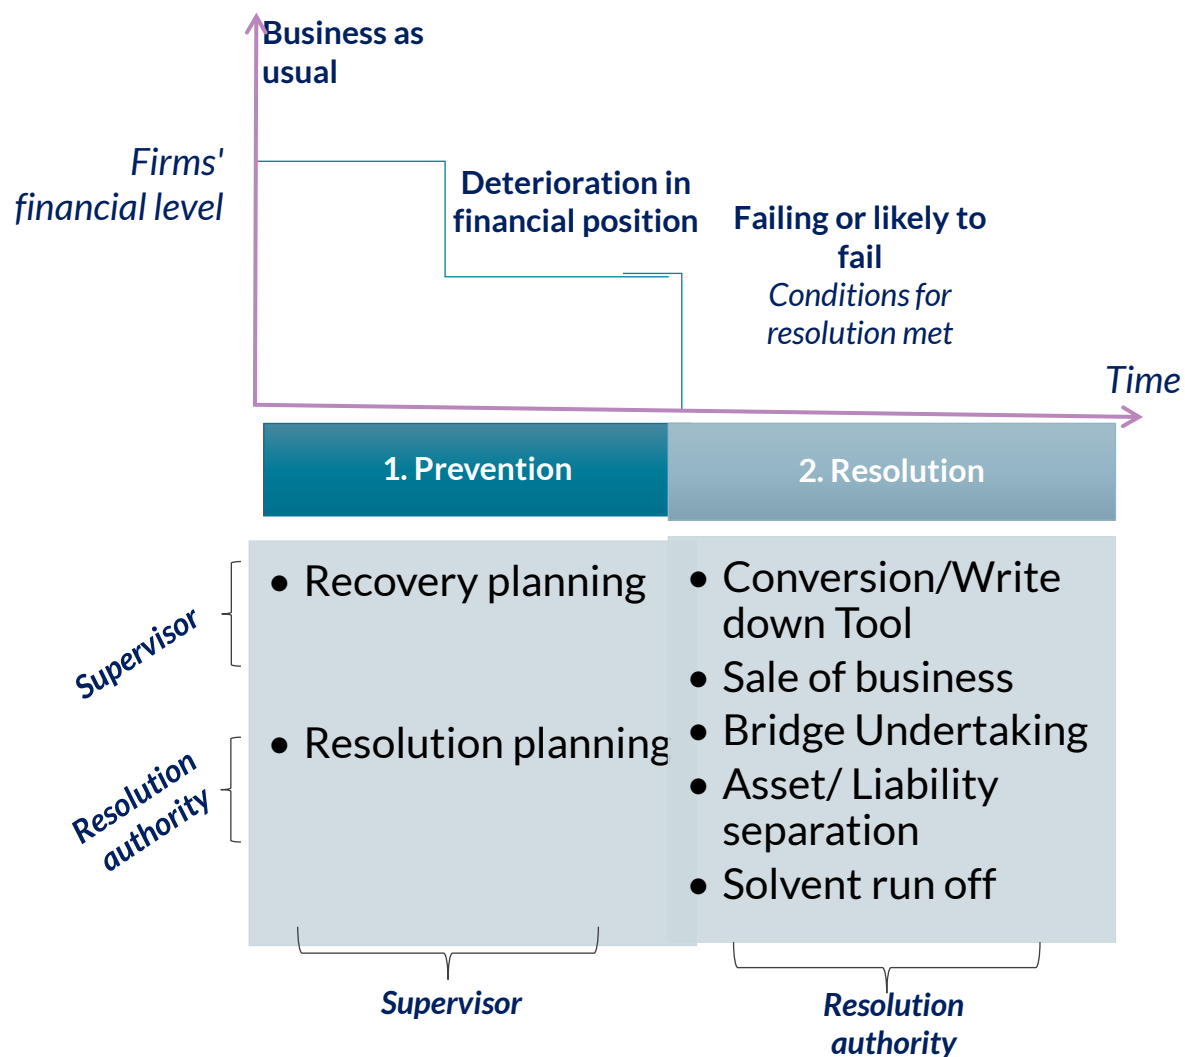 Business as
usual
Firms'
financial level
Deterioration in
financial position
Failing or likely to
fail
Conditions for
resolution met
Time
1. Prevention
2. Resolution
Supervisor
• Recovery planning
Resolution
authority
• Resolution planning
• Conversion/Write
down Tool
• Sale of business
• Bridge Undertaking
• Asset/ Liability
separation
• Solvent run off
Supervisor
Resolution
authority